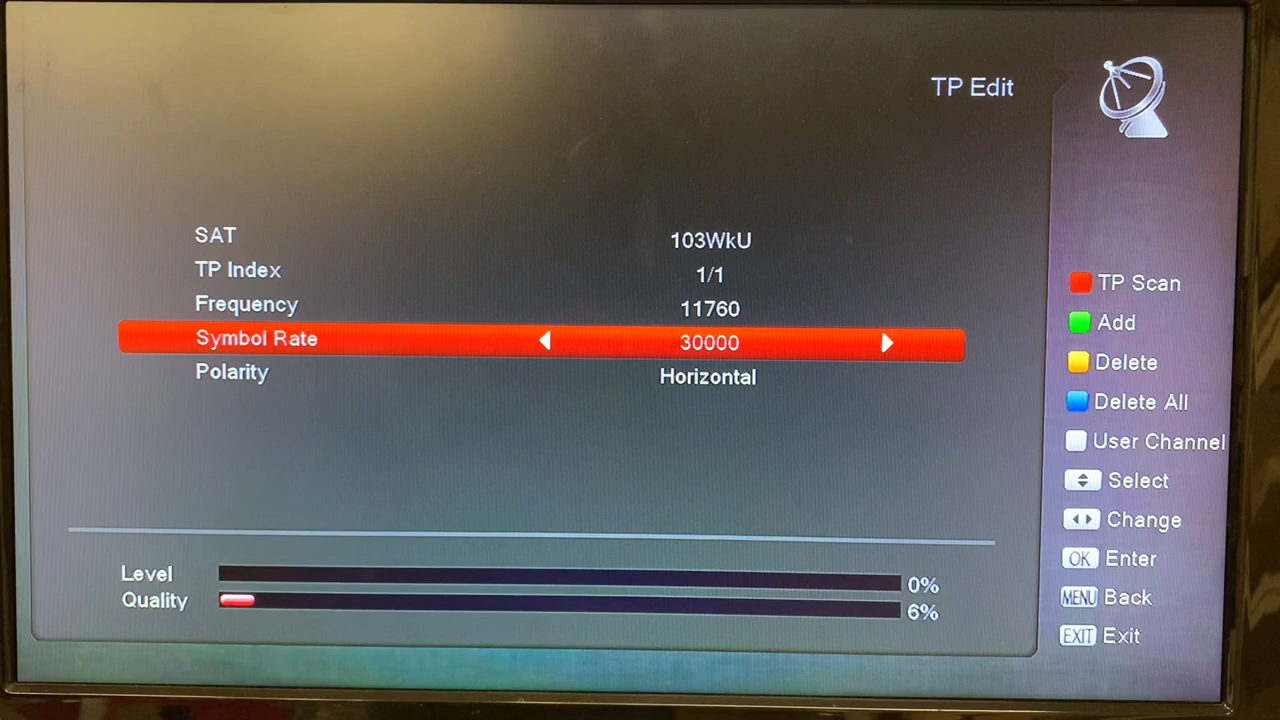 TP Edit
SAT 103WkU
TP Index 1/1
Frequency 11760
Symbol Rate 30000
Polarity Horizontal
Level 0%
Quality 6%
TP Scan
Add
Delete
Delete All
User Channel
Select
Change
OK Enter
MENU Back
EXIT Exit